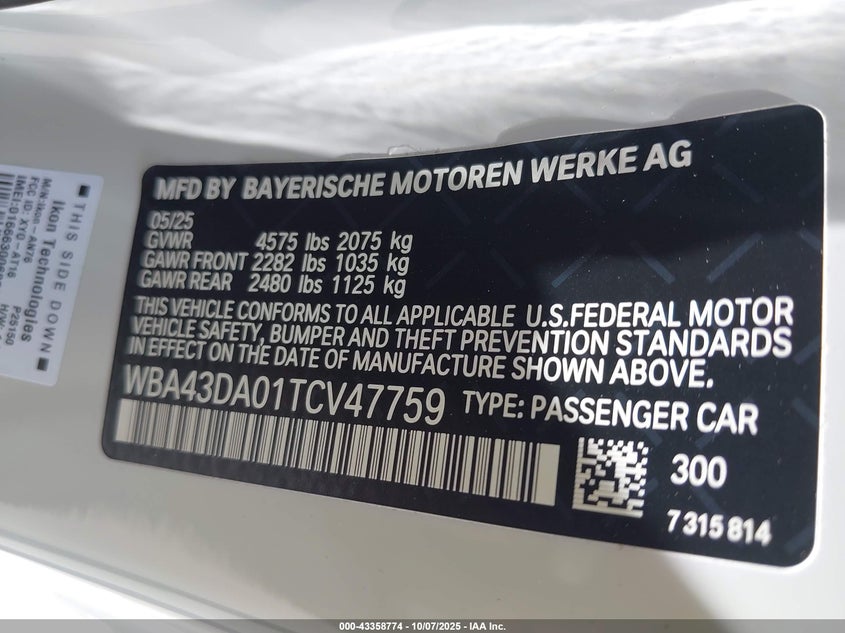 MFD BY BAYERISCHE MOTOREN WERKE AG
05/25
GVWR 4575 lbs 2075 kg
GAWR FRONT 2282 lbs 1035 kg
GAWR REAR 2480 lbs 1125 kg
THIS VEHICLE CONFORMS TO ALL APPLICABLE U.S.FEDERAL MOTOR
VEHICLE SAFETY, BUMPER AND THEFT PREVENTION STANDARDS
IN EFFECT ON THE DATE OF MANUFACTURE SHOWN ABOVE.
WBA43DA01TCV47759 TYPE: PASSENGER CAR
300
7 315 814
THIS SIDE DOWN
Ikon Technologies
P25150
M/N:Ikon-AN76
000-43358774 - 10/07/2025 - IAA Inc.